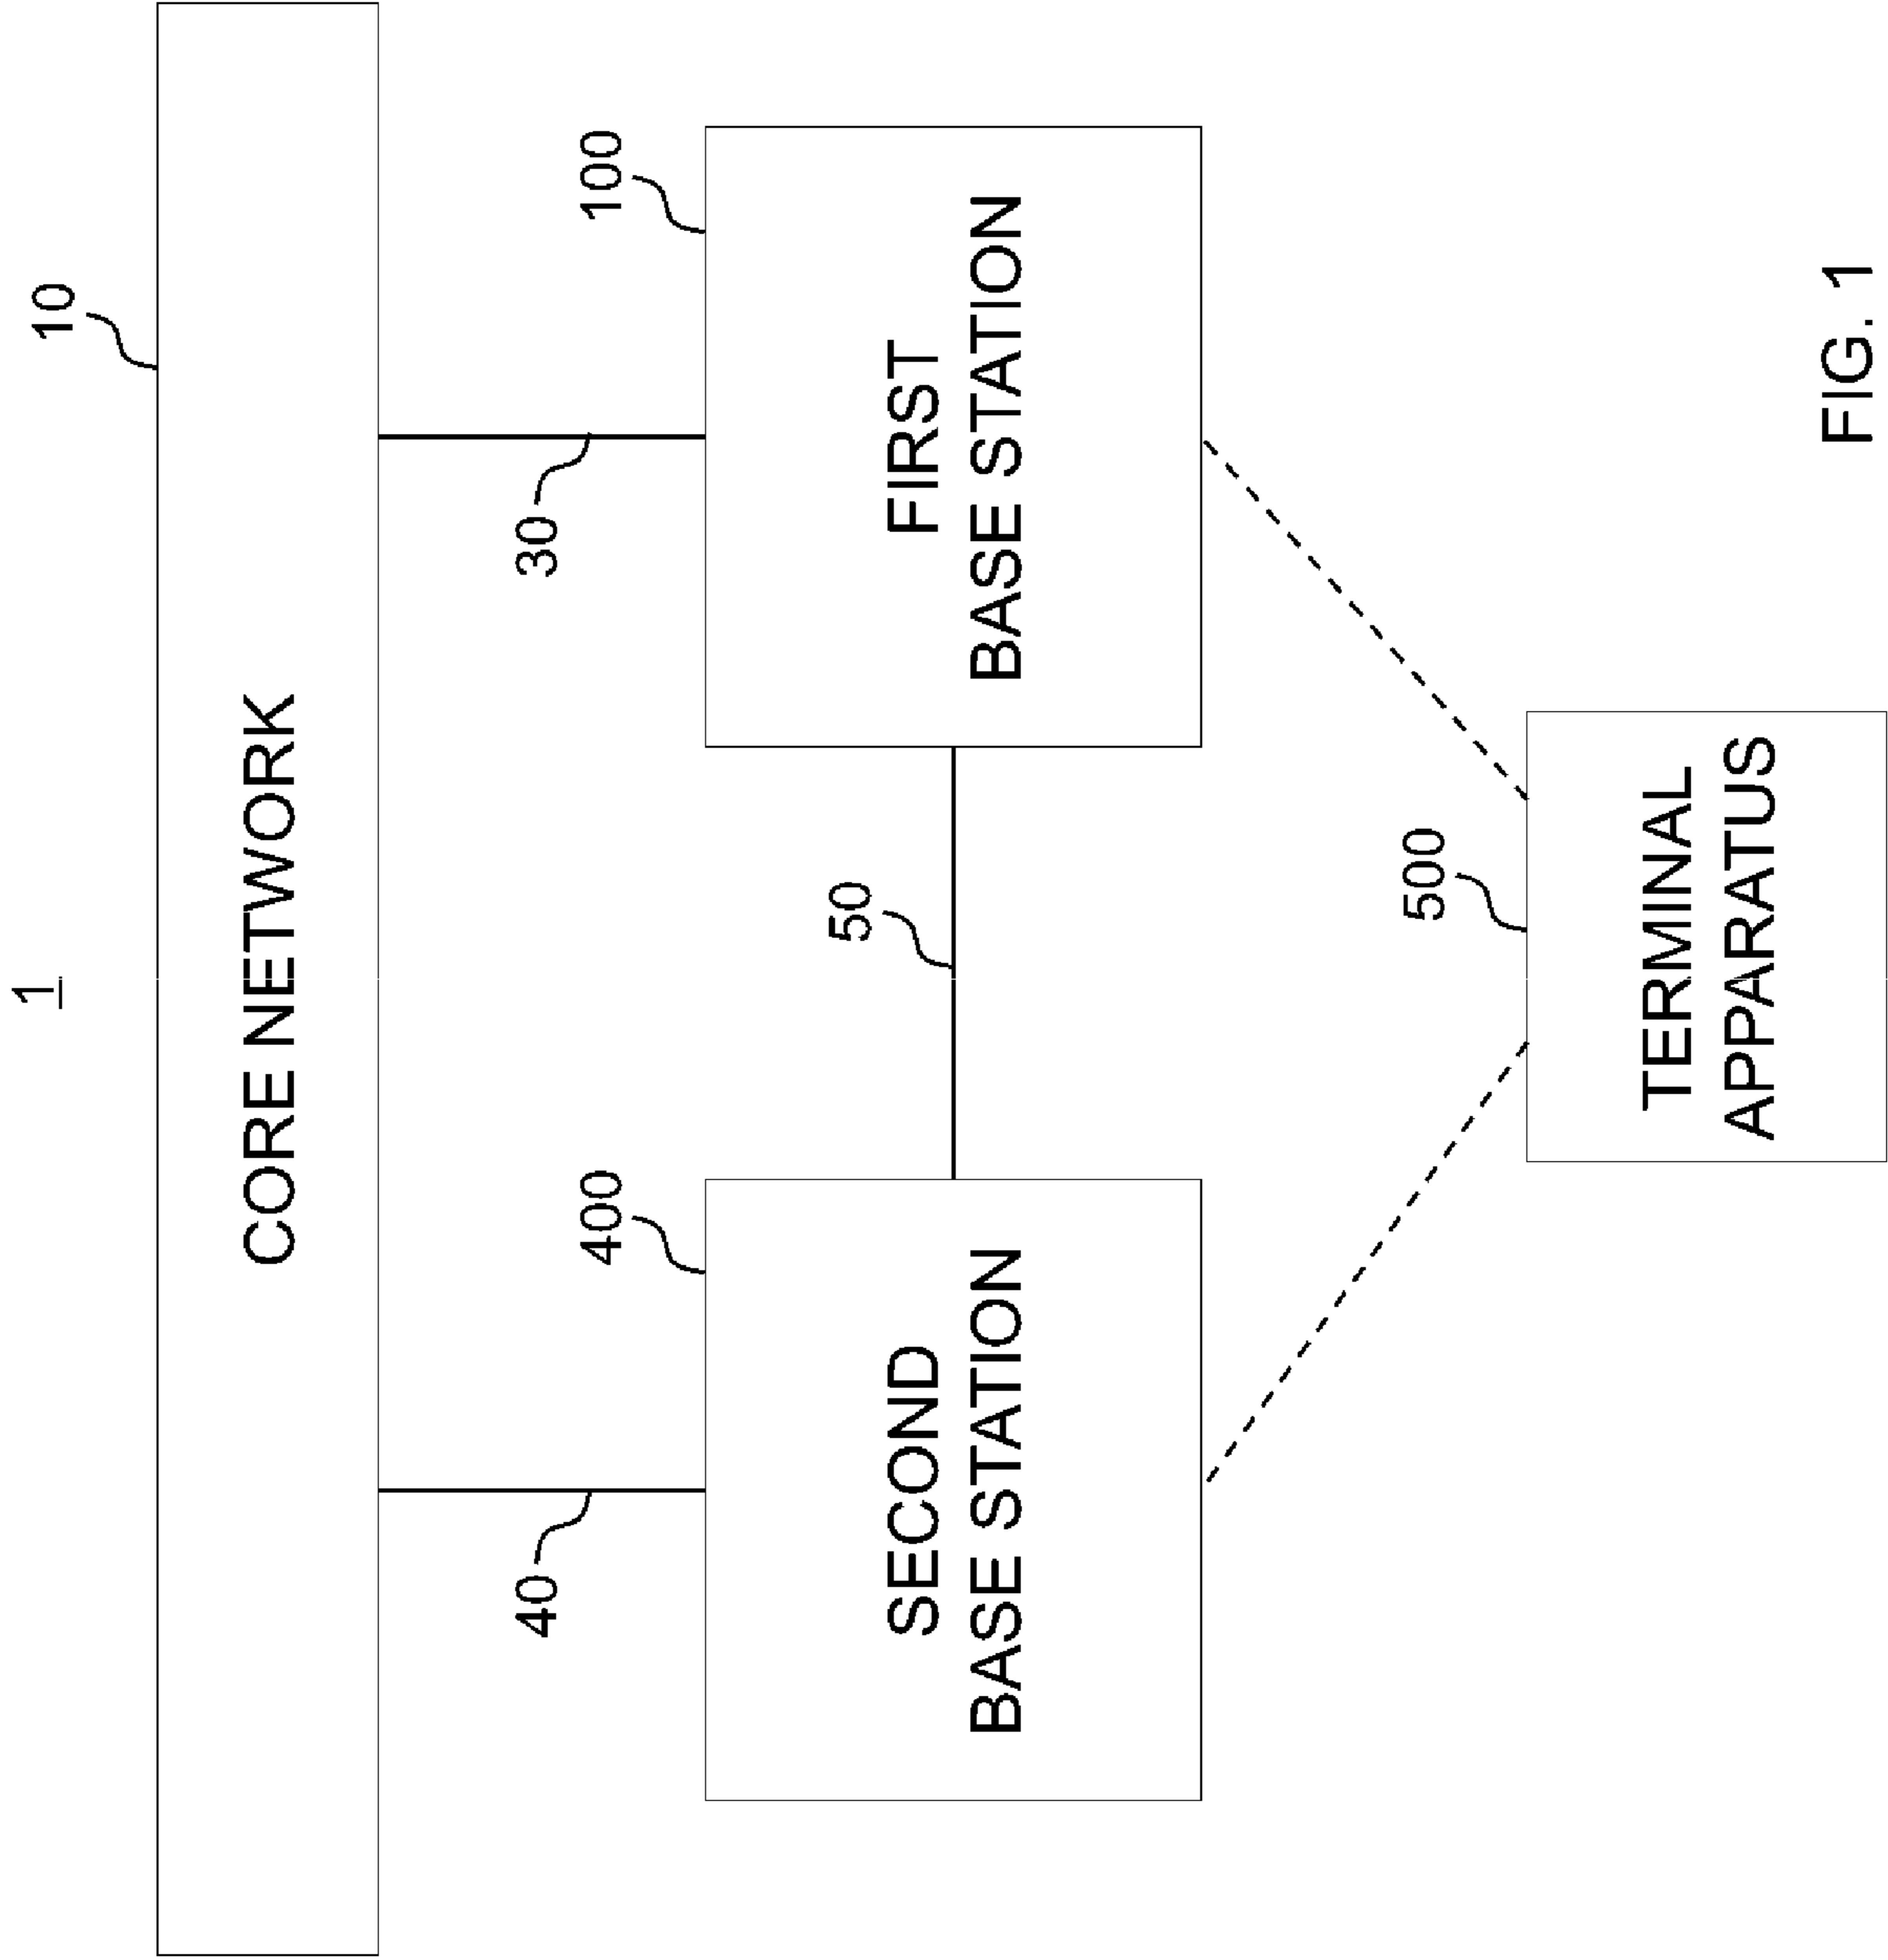 1
10
CORE NETWORK
40
30
400
100
50
SECOND
BASE STATION
FIRST
BASE STATION
500
TERMINAL
APPARATUS
FIG. 1